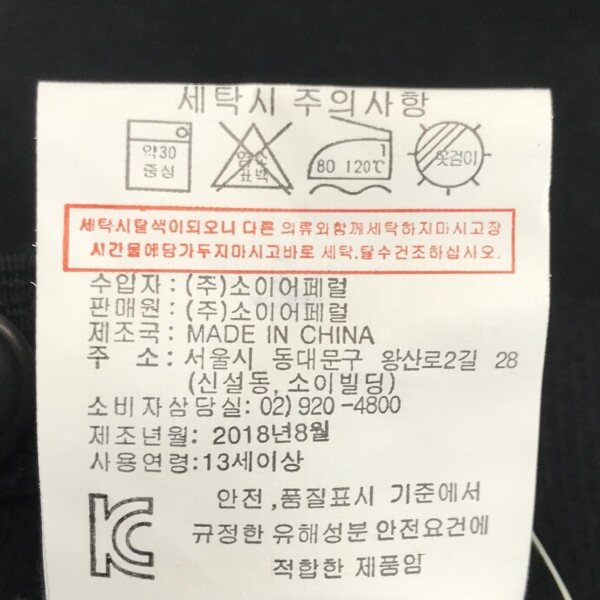 세탁시 주의사항
약30
중성
염소
표백
1
80 120℃
옷걸이
세탁시탈색이되오니 다른 의류와함께세탁하지마시고장
시간물에담가두지마시고바로 세탁.탈수건조하십시오.
수입자 : (주)소이어페럴
판매원 : (주)소이어페럴
제조국 : MADE IN CHINA
주 소 : 서울시 동대문구 왕산로2길 28
(신설동, 소이빌딩)
소비자상담실: 02) 920-4800
제조년월: 2018년8월
사용연령:13세이상
안전 ,품질표시 기준에서
규정한 유해성분 안전요건에
적합한 제품임